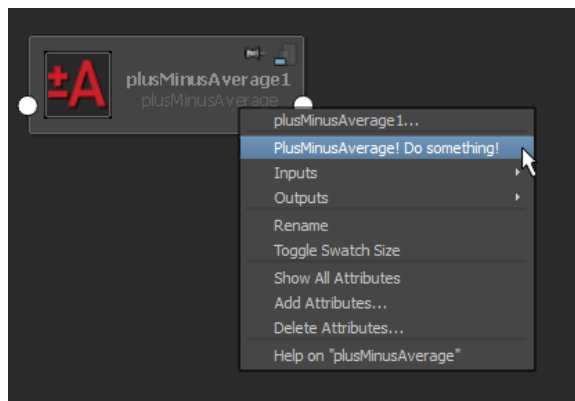 ±A
plusMinusAverage1
plusMinusAverage
plusMinusAverage1...
PlusMinusAverage! Do something!
Inputs
Outputs
Rename
Toggle Swatch Size
Show All Attributes
Add Attributes...
Delete Attributes...
Help on "plusMinusAverage"